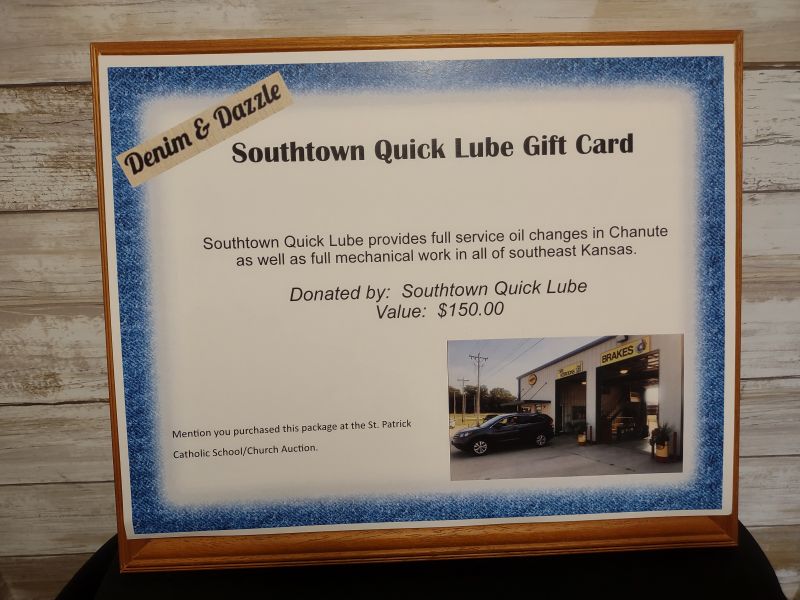 Denim & Dazzle
Southtown Quick Lube Gift Card
Southtown Quick Lube provides full service oil changes in Chanute
as well as full mechanical work in all of southeast Kansas.
Donated by: Southtown Quick Lube
Value: $150.00
BRAKES
Mention you purchased this package at the St. Patrick
Catholic School/Church Auction.